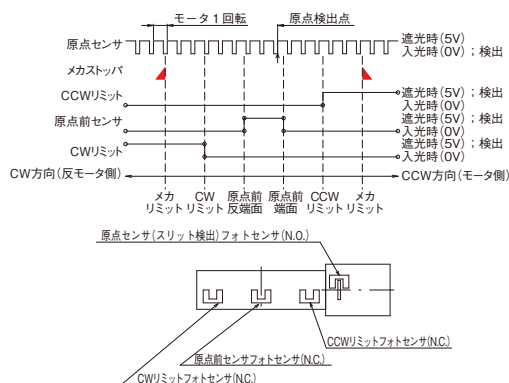 モータ1回転
原点検出点
原点センサ
遮光時(5V)
入光時(0V);検出
メカストッパ
CCWリミット
遮光時(5V);検出
入光時(0V)
原点前センサ
遮光時(5V);検出
入光時(0V)
CWリミット
遮光時(5V);検出
入光時(0V)
CW方向(反モータ側)
CCW方向(モータ側)
メカ
リミット
CW
リミット
原点前
反端面
原点前
端面
CCW
リミット
メカ
リミット
原点センサ(スリット検出)フォトセンサ(N.O.)
CCWリミットフォトセンサ(N.C.)
原点前センサフォトセンサ(N.C.)
CWリミットフォトセンサ(N.C.)